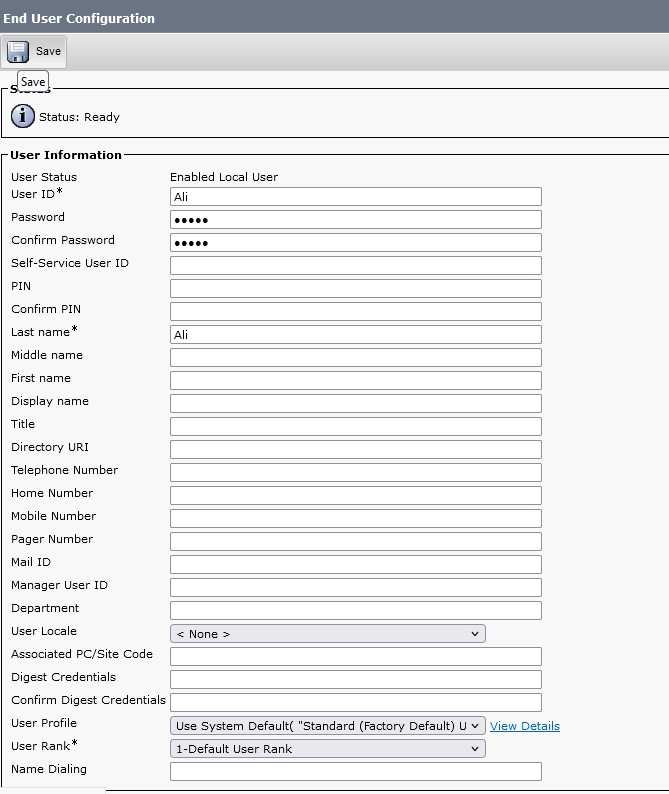 End User Configuration
Save
Save
Status
Status: Ready
User Information
User Status Enabled Local User
User ID* Ali
Password •••••
Confirm Password •••••
Self-Service User ID
PIN
Confirm PIN
Last name* Ali
Middle name
First name
Display name
Title
Directory URI
Telephone Number
Home Number
Mobile Number
Pager Number
Mail ID
Manager User ID
Department
User Locale < None >
Associated PC/Site Code
Digest Credentials
Confirm Digest Credentials
User Profile Use System Default( "Standard (Factory Default) U View Details
User Rank* 1-Default User Rank
Name Dialing